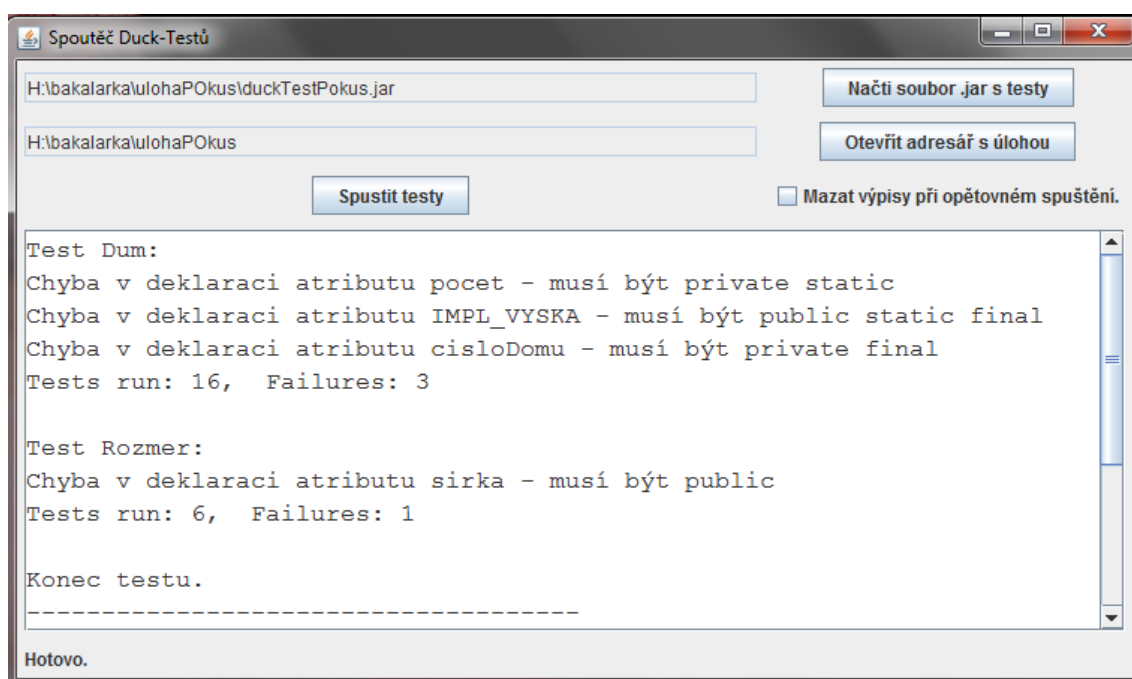 Spoutěč Duck-Testů
H:\bakalarka\ulohaPOkus\duckTestPokus.jar
Načti soubor .jar s testy
H:\bakalarka\ulohaPOkus
Otevřít adresář s úlohou
Spustit testy
Mazat výpisy při opětovném spuštění.
Test Dum:
Chyba v deklaraci atributu pocet - musí být private static
Chyba v deklaraci atributu IMPL_VYSKA - musí být public static final
Chyba v deklaraci atributu cisloDomu - musí být private final
Tests run: 16,  Failures: 3
Test Rozmer:
Chyba v deklaraci atributu sirka - musí být public
Tests run: 6,  Failures: 1
Konec testu.
-------------------------------------
Hotovo.